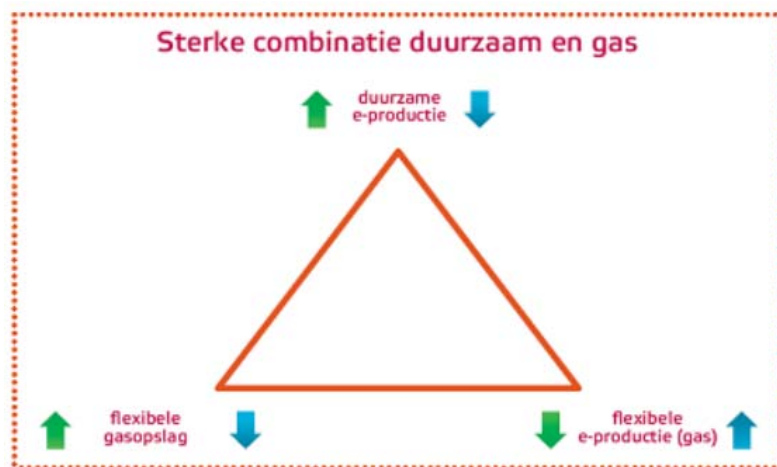 Sterke combinatie duurzaam en gas
duurzame
e-productie
flexibele
gasopslag
flexibele
e-productie (gas)